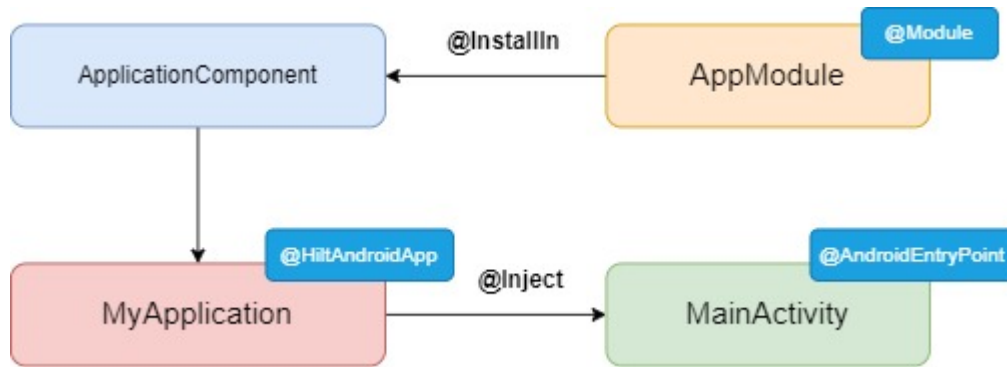 @InstallIn
@Module
ApplicationComponent
AppModule
@HiltAndroidApp
@Inject
@AndroidEntryPoint
MyApplication
MainActivity